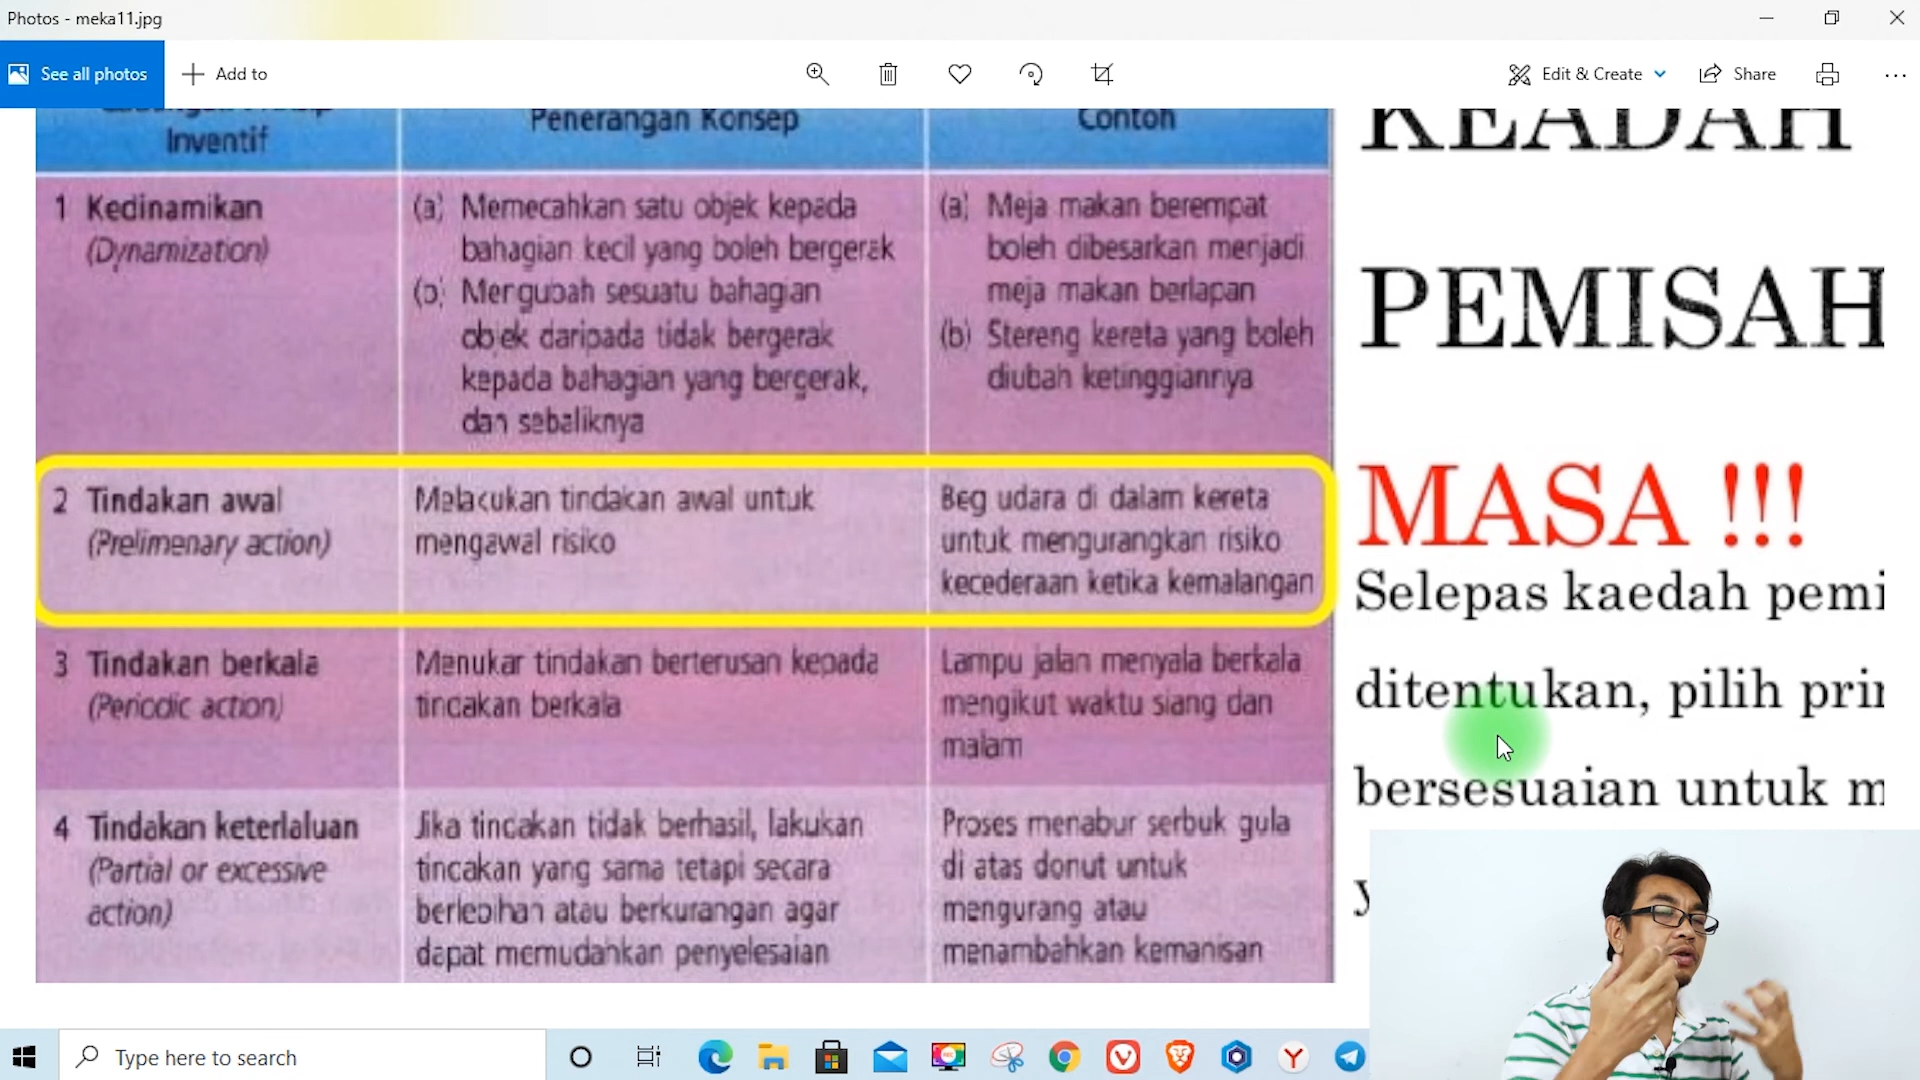 Photos - meka11.jpg
See all photos
Add to
Edit & Create
Share
Inventif
Penerangan Konsep
Contoh
1 Kedinamikan
(Dynamization)
(a) Memecahkan satu objek kepada
bahagian kecil yang boleh bergerak
(b) Mengubah sesuatu bahagian
objek daripada tidak bergerak
kepada bahagian yang bergerak,
dan sebaliknya
(a) Meja makan berempat
boleh dibesarkan menjadi
meja makan berlapan
(b) Stereng kereta yang boleh
diubah ketinggiannya
2 Tindakan awal
(Prelimenary action)
Melakukan tindakan awal untuk
mengawal risiko
Beg udara di dalam kereta
untuk mengurangkan risiko
kecederaan ketika kemalangan
3 Tindakan berkala
(Periodic action)
Menukar tindakan berterusan kepada
tindakan berkala
Lampu jalan menyala berkala
mengikut waktu siang dan
malam
4 Tindakan keterlaluan
(Partial or excessive
action)
Jika tindakan tidak berhasil, lakukan
tindakan yang sama tetapi secara
berlebihan atau berkurangan agar
dapat memudahkan penyelesaian
Proses menabur serbuk gula
di atas donut untuk
mengurang atau
menambahkan kemanisan
KEADAH
PEMISAH
MASA !!!
Selepas kaedah pemi
ditentukan, pilih prin
bersesuaian untuk m
Type here to search